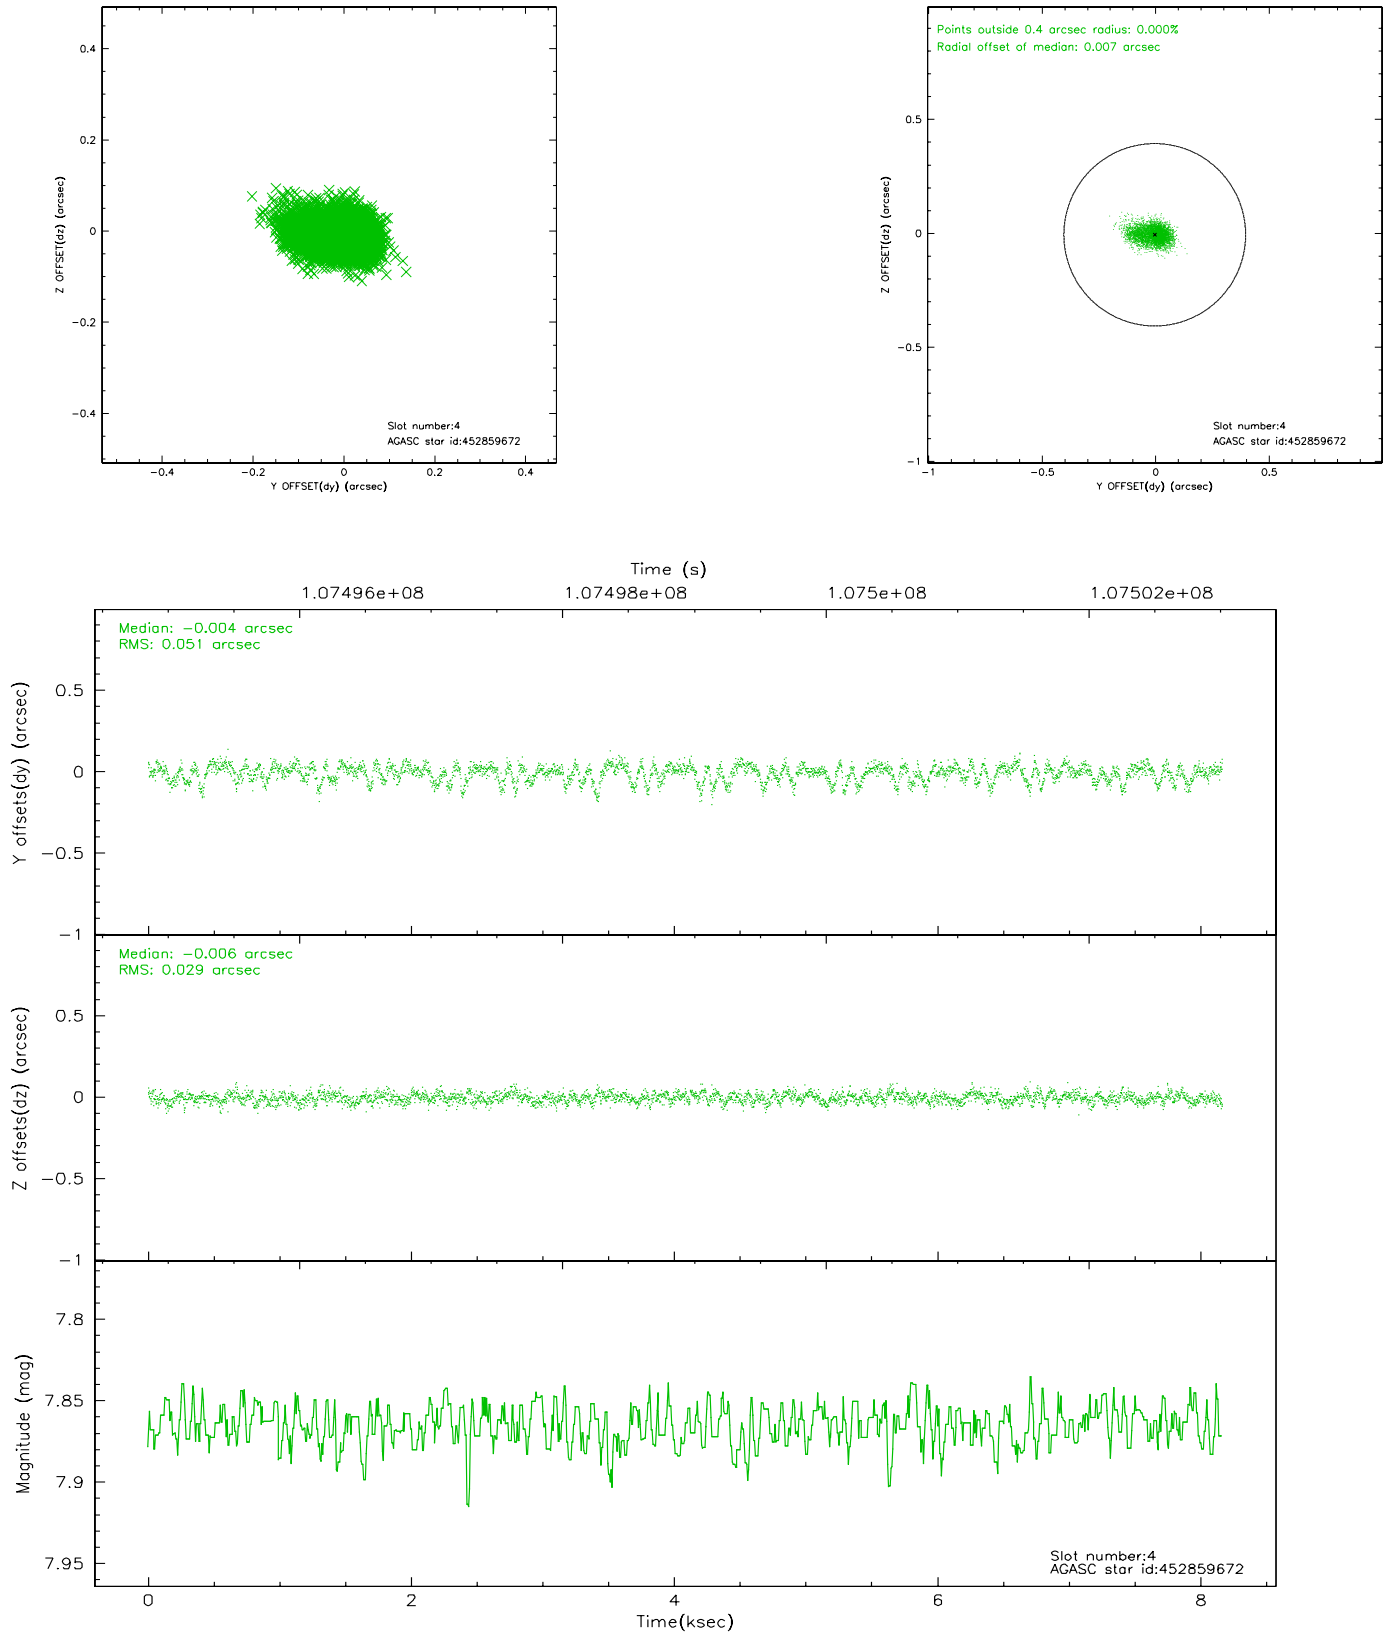 0.4
0.2
0
−0.2
−0.4
Z OFFSET(dz) (arcsec)
Slot number:4
AGASC star id:452859672
−0.4 −0.2 0 0.2 0.4
Y OFFSET(dy) (arcsec)
Points outside 0.4 arcsec radius: 0.000%
Radial offset of median: 0.007 arcsec
0.5
0
−0.5
−1
Z OFFSET(dz) (arcsec)
Slot number:4
AGASC star id:452859672
−1 −0.5 0 0.5
Y OFFSET(dy) (arcsec)
Time (s)
1.07496e+08 1.07498e+08 1.075e+08 1.07502e+08
Median: −0.004 arcsec
RMS: 0.051 arcsec
0.5
0
−0.5
−1
Y offsets(dy) (arcsec)
Median: −0.006 arcsec
RMS: 0.029 arcsec
0.5
0
−0.5
−1
Z offsets(dz) (arcsec)
7.8
7.85
7.9
7.95
Magnitude (mag)
Slot number:4
AGASC star id:452859672
0 2 4 6 8
Time(ksec)